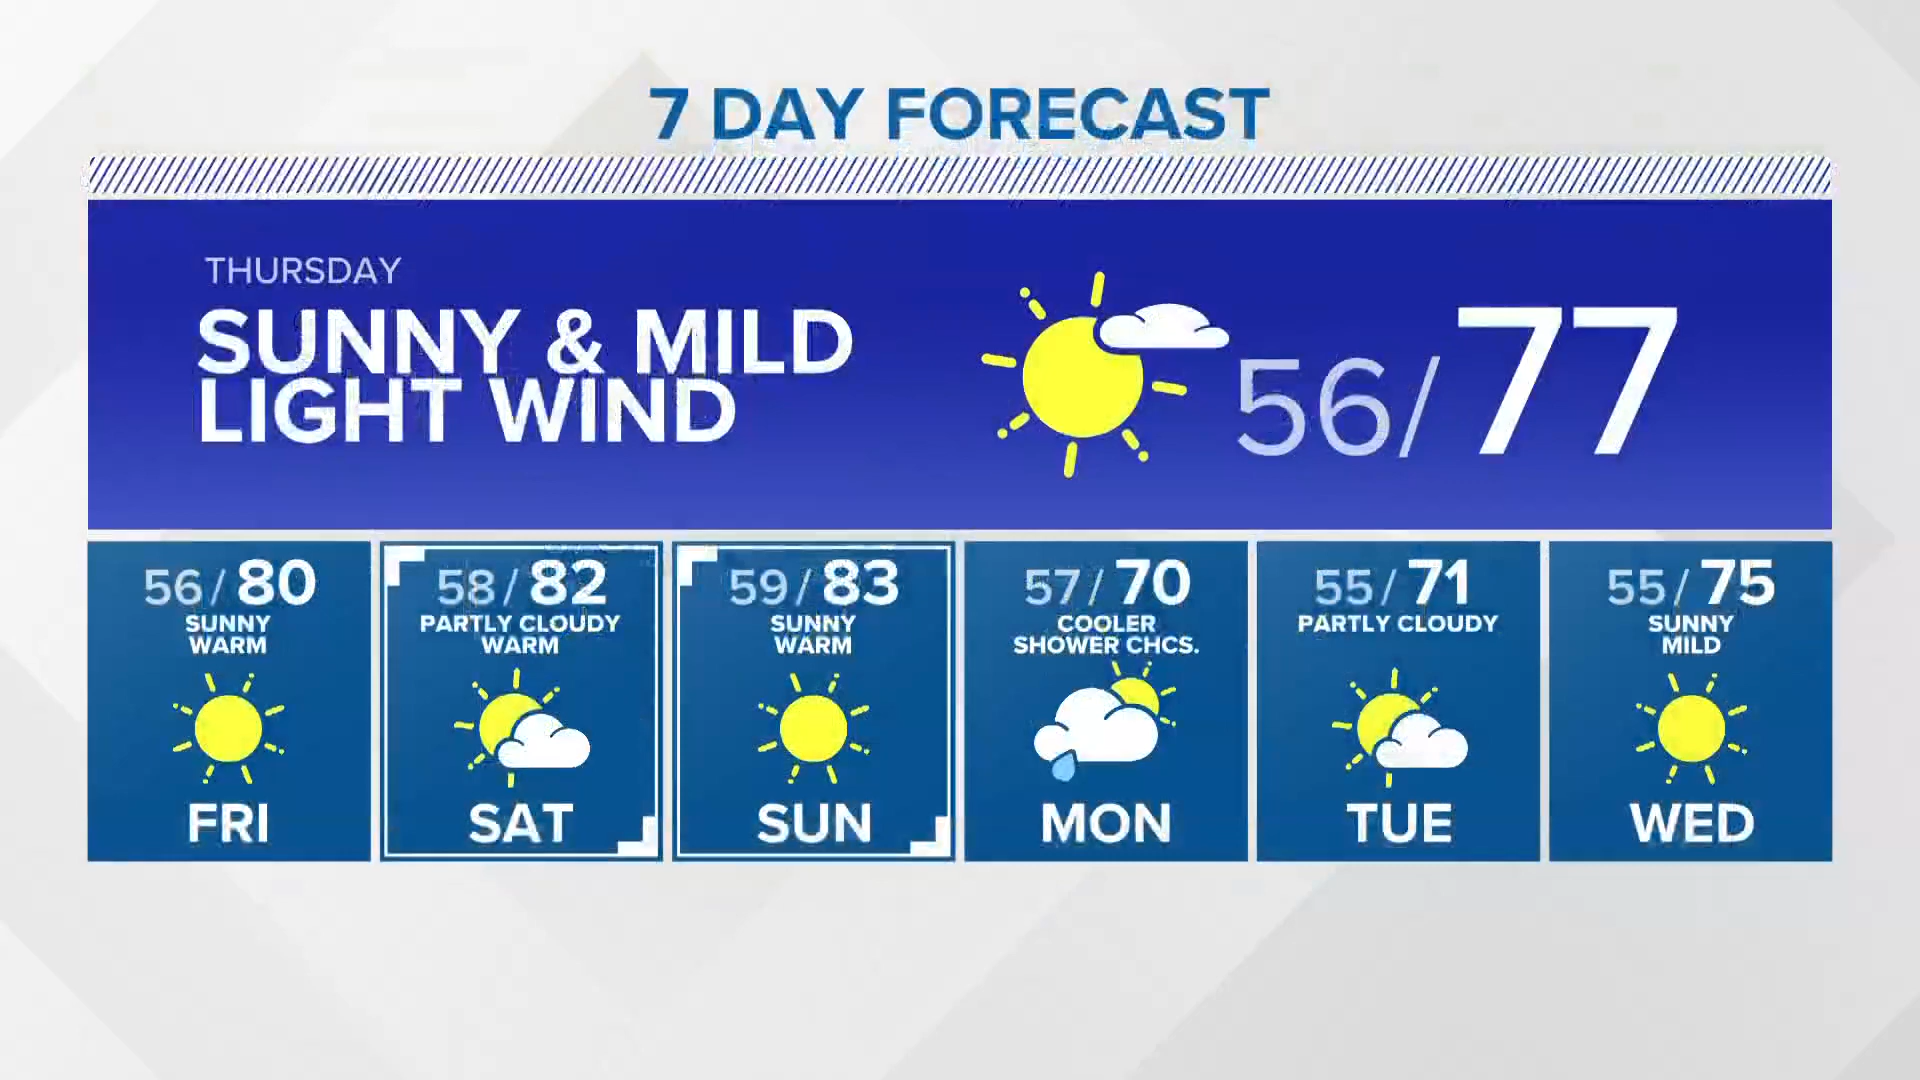 7 DAY FORECAST
THURSDAY
SUNNY & MILD
LIGHT WIND
56/77
56/80
SUNNY
WARM
FRI
58/82
PARTLY CLOUDY
WARM
SAT
59/83
SUNNY
WARM
SUN
57/70
COOLER
SHOWER CHCS.
MON
55/71
PARTLY CLOUDY
TUE
55/75
SUNNY
MILD
WED